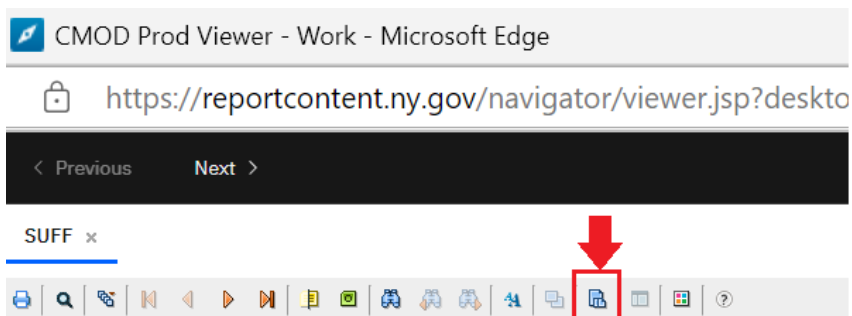 CMOD Prod Viewer - Work - Microsoft Edge
https://reportcontent.ny.gov/navigator/viewer.jsp?deskto
< Previous Next >
SUFF ×